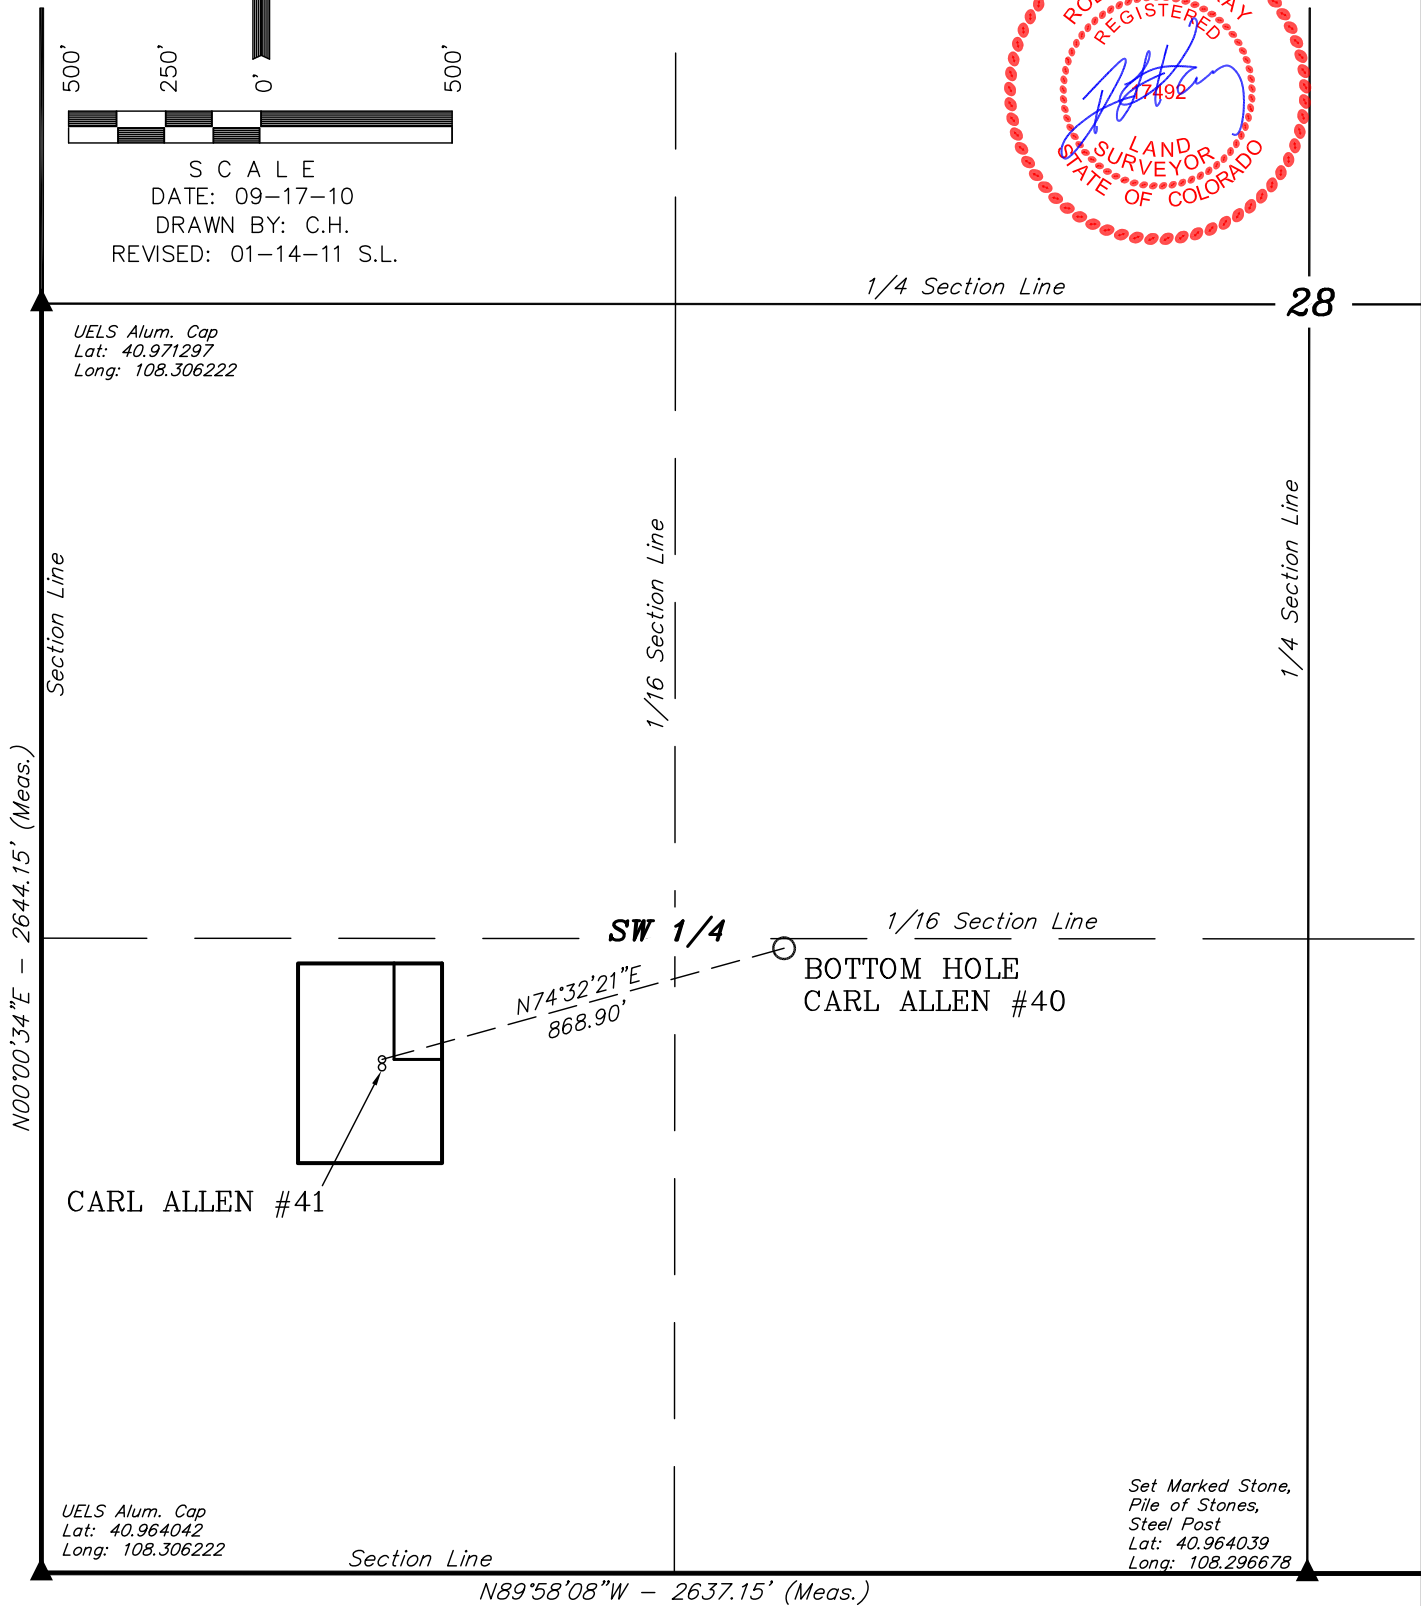 500'
250'
0'
500'
SCALE
DATE: 09-17-10
DRAWN BY: C.H.
REVISED: 01-14-11 S.L.
REGISTERED
17492
LAND
SURVEYOR
STATE OF COLORADO
1/4 Section Line
28
UELS Alum. Cap
Lat: 40.971297
Long: 108.306222
Section Line
1/16 Section Line
1/4 Section Line
N00°00'34"E - 2644.15' (Meas.)
SW 1/4
1/16 Section Line
N74°32'21"E
868.90'
BOTTOM HOLE
CARL ALLEN #40
CARL ALLEN #41
UELS Alum. Cap
Lat: 40.964042
Long: 108.306222
Section Line
Set Marked Stone,
Pile of Stones,
Steel Post
Lat: 40.964039
Long: 108.296678
N89°58'08"W - 2637.15' (Meas.)